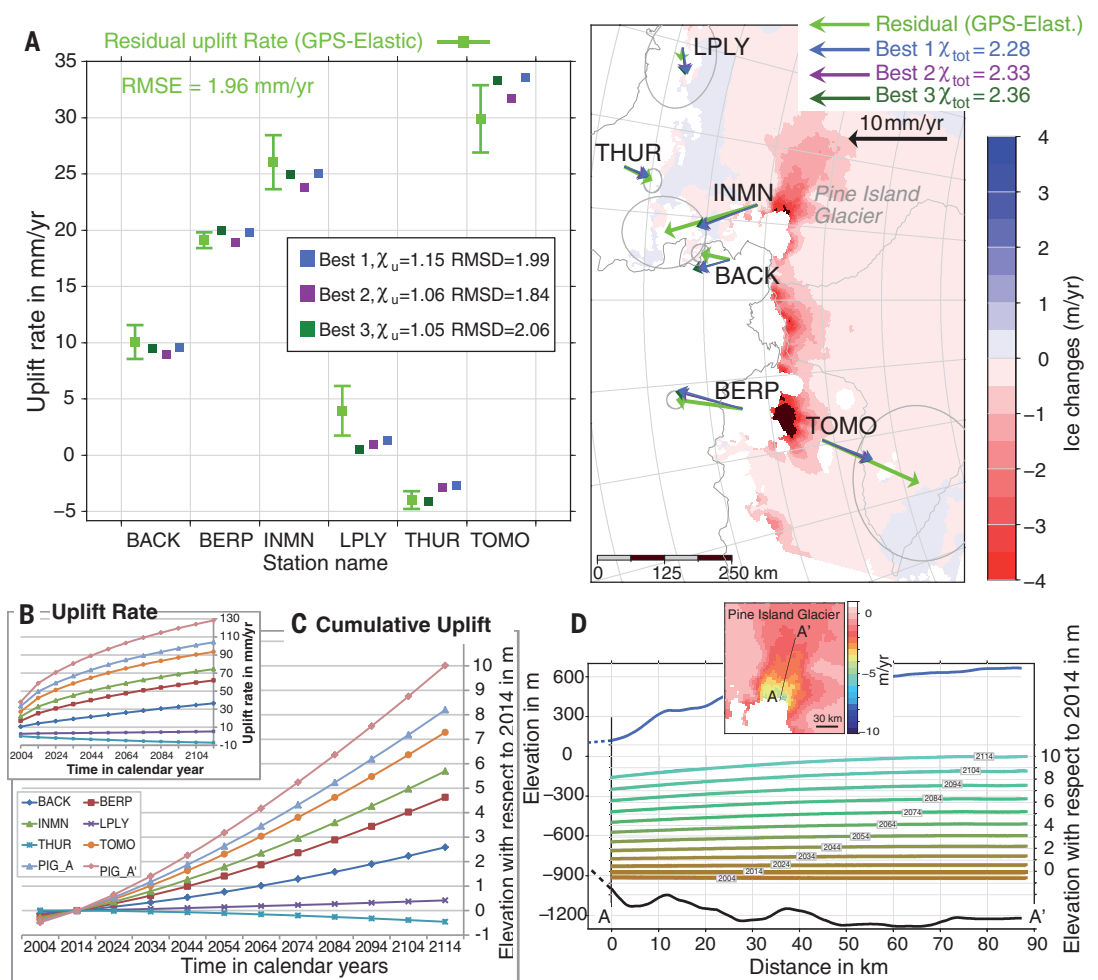 A
Residual uplift Rate (GPS-Elastic)
RMSE = 1.96 mm/yr
Uplift rate in mm/yr
35
30
25
20
15
10
5
0
−5
Best 1, χu=1.15 RMSD=1.99
Best 2, χu=1.06 RMSD=1.84
Best 3, χu=1.05 RMSD=2.06
BACK BERP INMN LPLY THUR TOMO
Station name
Residual (GPS-Elast.)
Best 1 χtot = 2.28
Best 2 χtot = 2.33
Best 3 χtot = 2.36
10mm/yr
LPLY
THUR
INMN
Pine Island
Glacier
BACK
BERP
TOMO
0 125 250 km
4
3
2
1
0
−1
−2
−3
−4
Ice changes (m/yr)
B Uplift Rate
130
110
90
70
50
30
10
-10
Uplift rate in mm/yr
2004 2024 2044 2064 2084 2104
Time in calendar year
C Cumulative Uplift
BACK BERP
INMN LPLY
THUR TOMO
PIG_A PIG_A'
10
9
8
7
6
5
4
3
2
1
0
-1
Elevation with respect to 2014 in m
2004 2014 2024 2034 2044 2054 2064 2074 2084 2094 2104 2114
Time in calendar years
D
Pine Island Glacier
A'
A
30 km
0
−5
−10
m/yr
Elevation in m
600
300
0
−300
−600
−900
−1200
2114
2104
2094
2084
2074
2064
2054
2044
2034
2024
2014
2004
10
8
6
4
2
0
Elevation with respect to 2014 in m
A A'
0 10 20 30 40 50 60 70 80 90
Distance in km